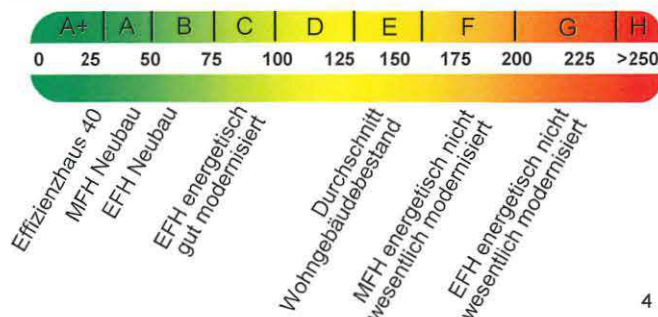 A+ A B C D E F G H
0 25 50 75 100 125 150 175 200 225 >250
Effizienzhaus 40
MFH Neubau
EFH Neubau
EFH energetisch
gut modernisiert
Durchschnitt
Wohngebäudebestand
MFH energetisch nicht
wesentlich modernisiert
EFH energetisch nicht
wesentlich modernisiert
4